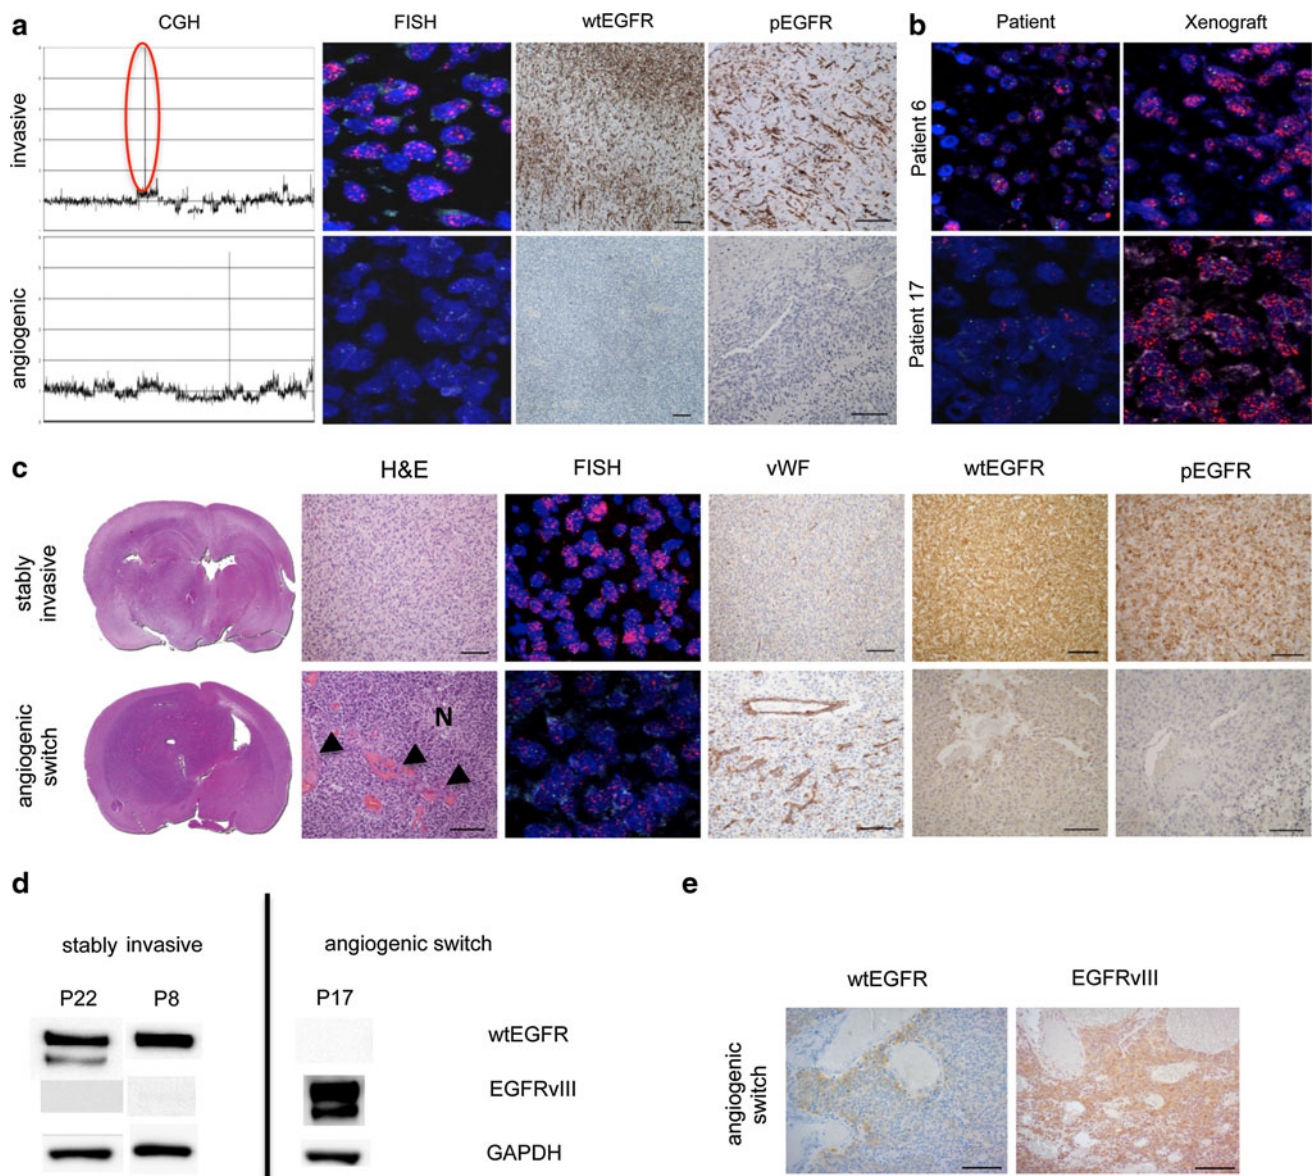 a
CGH
FISH
wtEGFR
pEGFR
invasive
angiogenic
b
Patient
Xenograft
Patient 6
Patient 17
c
H&E
FISH
vWF
wtEGFR
pEGFR
stably
invasive
angiogenic
switch
N
d
stably invasive
angiogenic switch
P22
P8
P17
wtEGFR
EGFRvIII
GAPDH
e
wtEGFR
EGFRvIII
angiogenic
switch